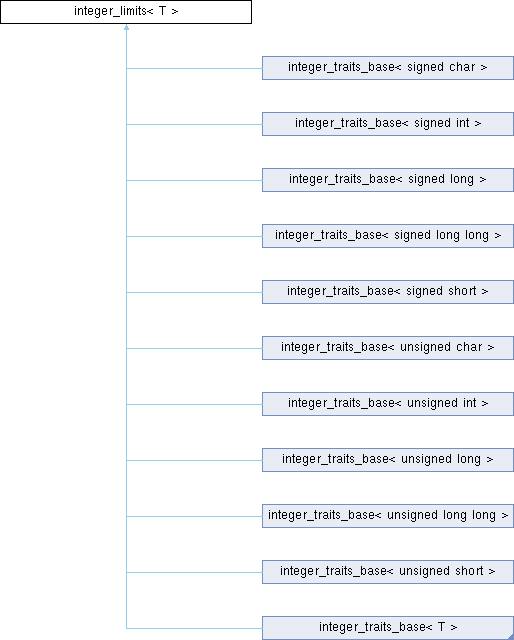 integer_limits< T >
integer_traits_base< signed char >
integer_traits_base< signed int >
integer_traits_base< signed long >
integer_traits_base< signed long long >
integer_traits_base< signed short >
integer_traits_base< unsigned char >
integer_traits_base< unsigned int >
integer_traits_base< unsigned long >
integer_traits_base< unsigned long long >
integer_traits_base< unsigned short >
integer_traits_base< T >